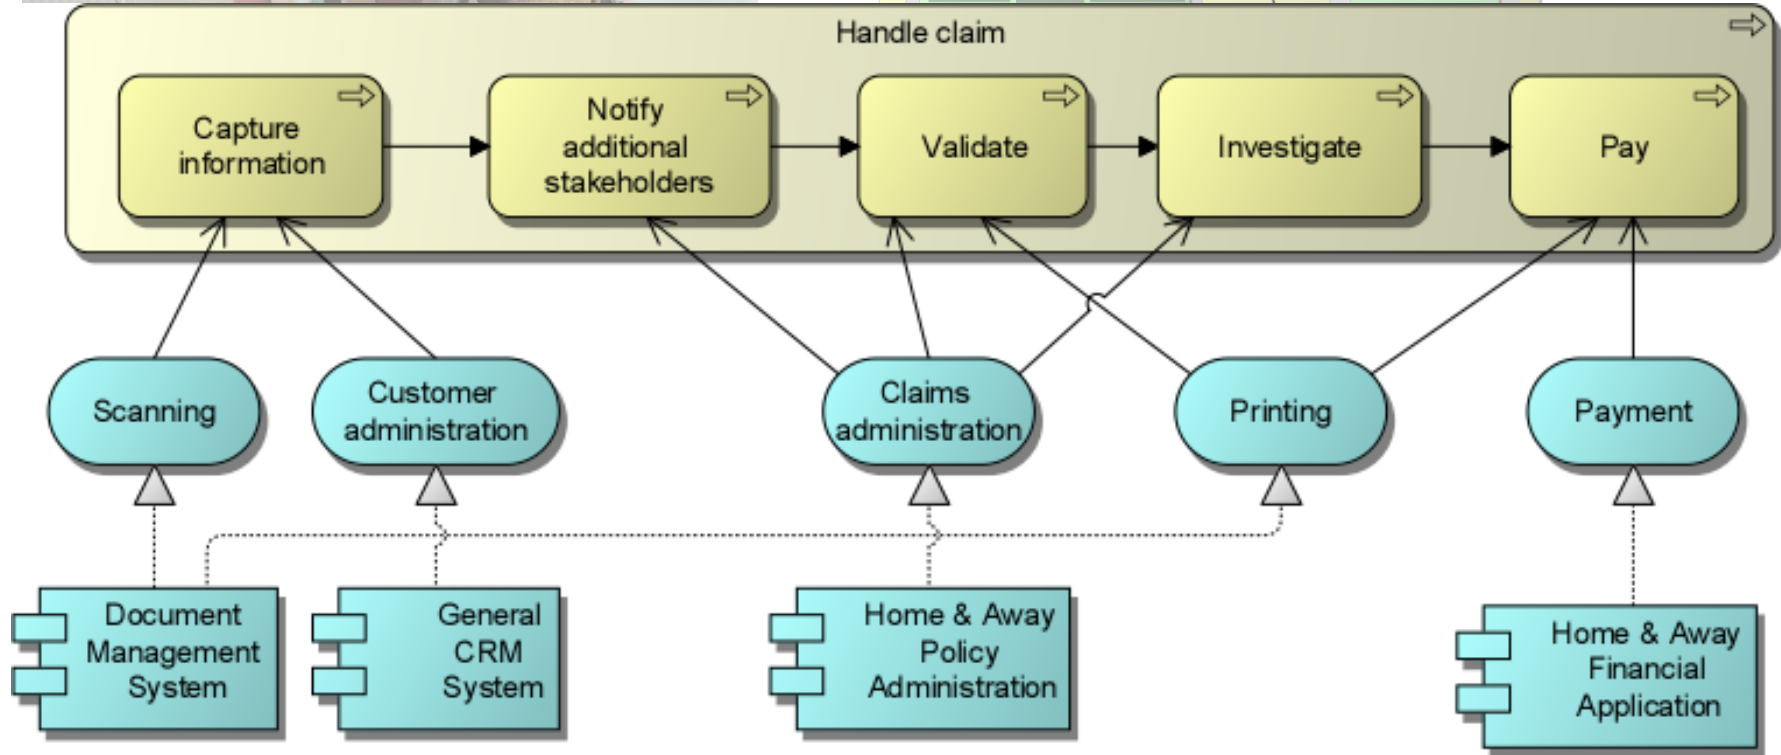 Handle claim
Capture
information
Notify
additional
stakeholders
Validate
Investigate
Pay
Scanning
Customer
administration
Claims
administration
Printing
Payment
Document
Management
System
General
CRM
System
Home & Away
Policy
Administration
Home & Away
Financial
Application